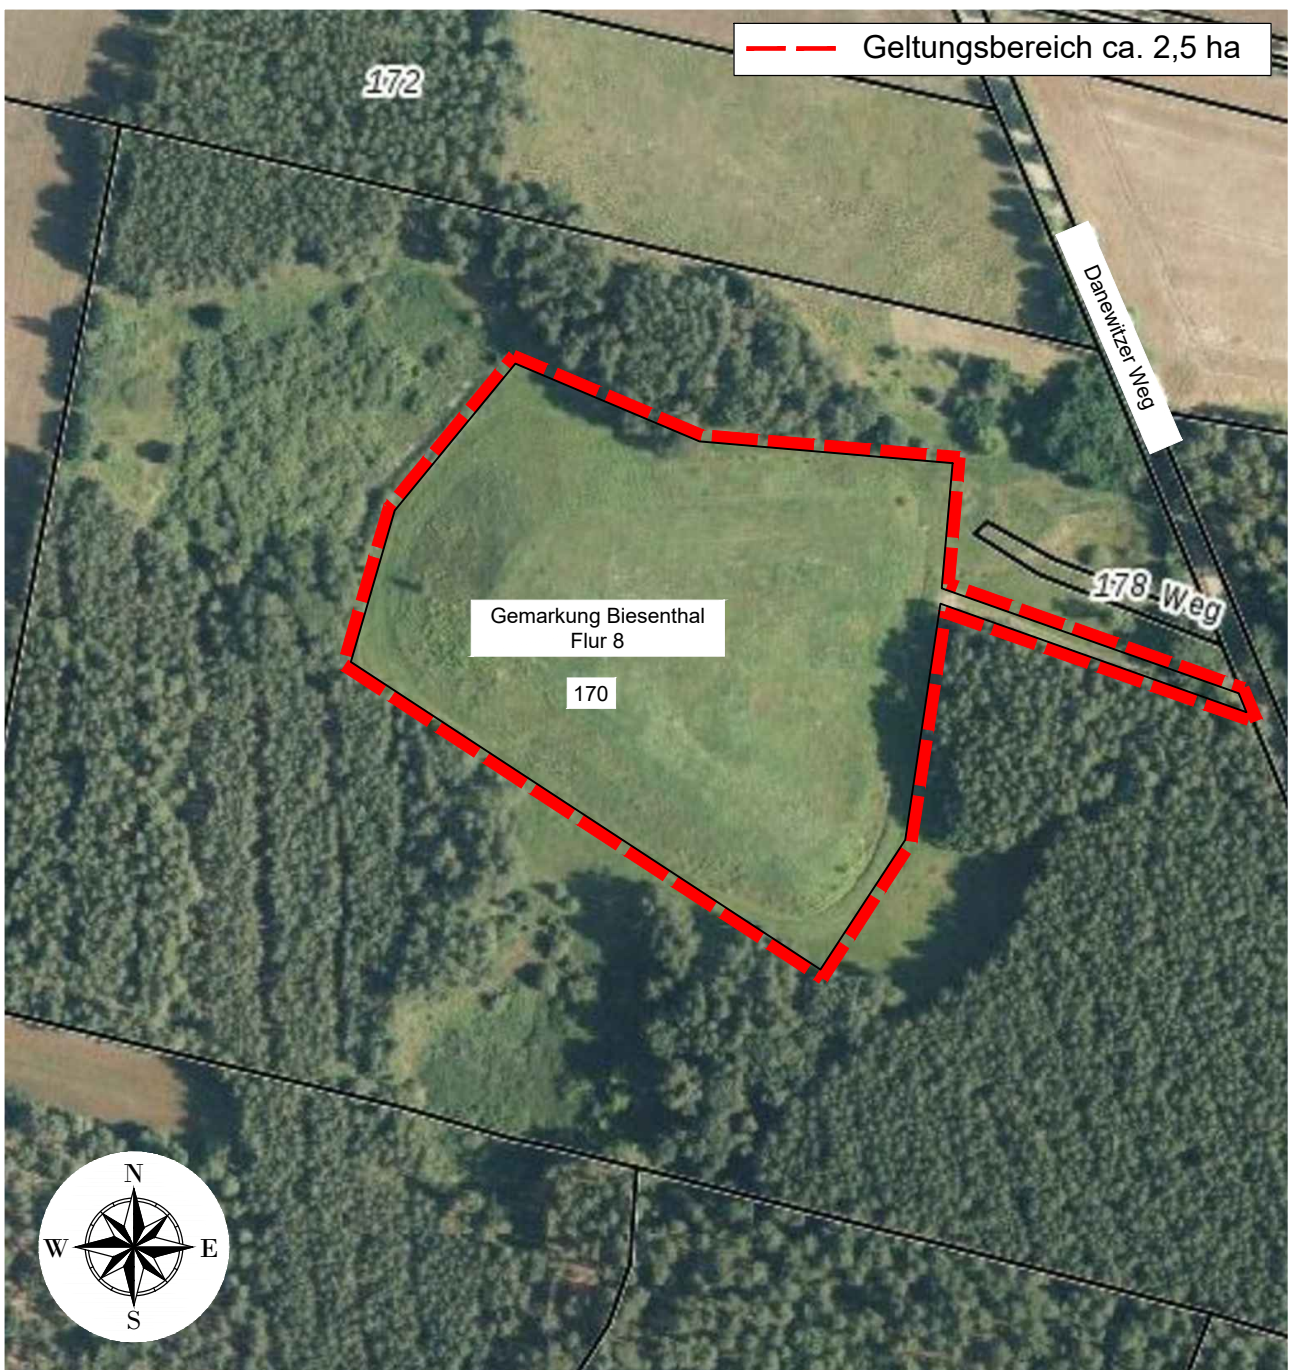 Geltungsbereich ca. 2,5 ha
172
Danewitzer Weg
178 Weg
Gemarkung Biesenthal
Flur 8
170
N
W E
S